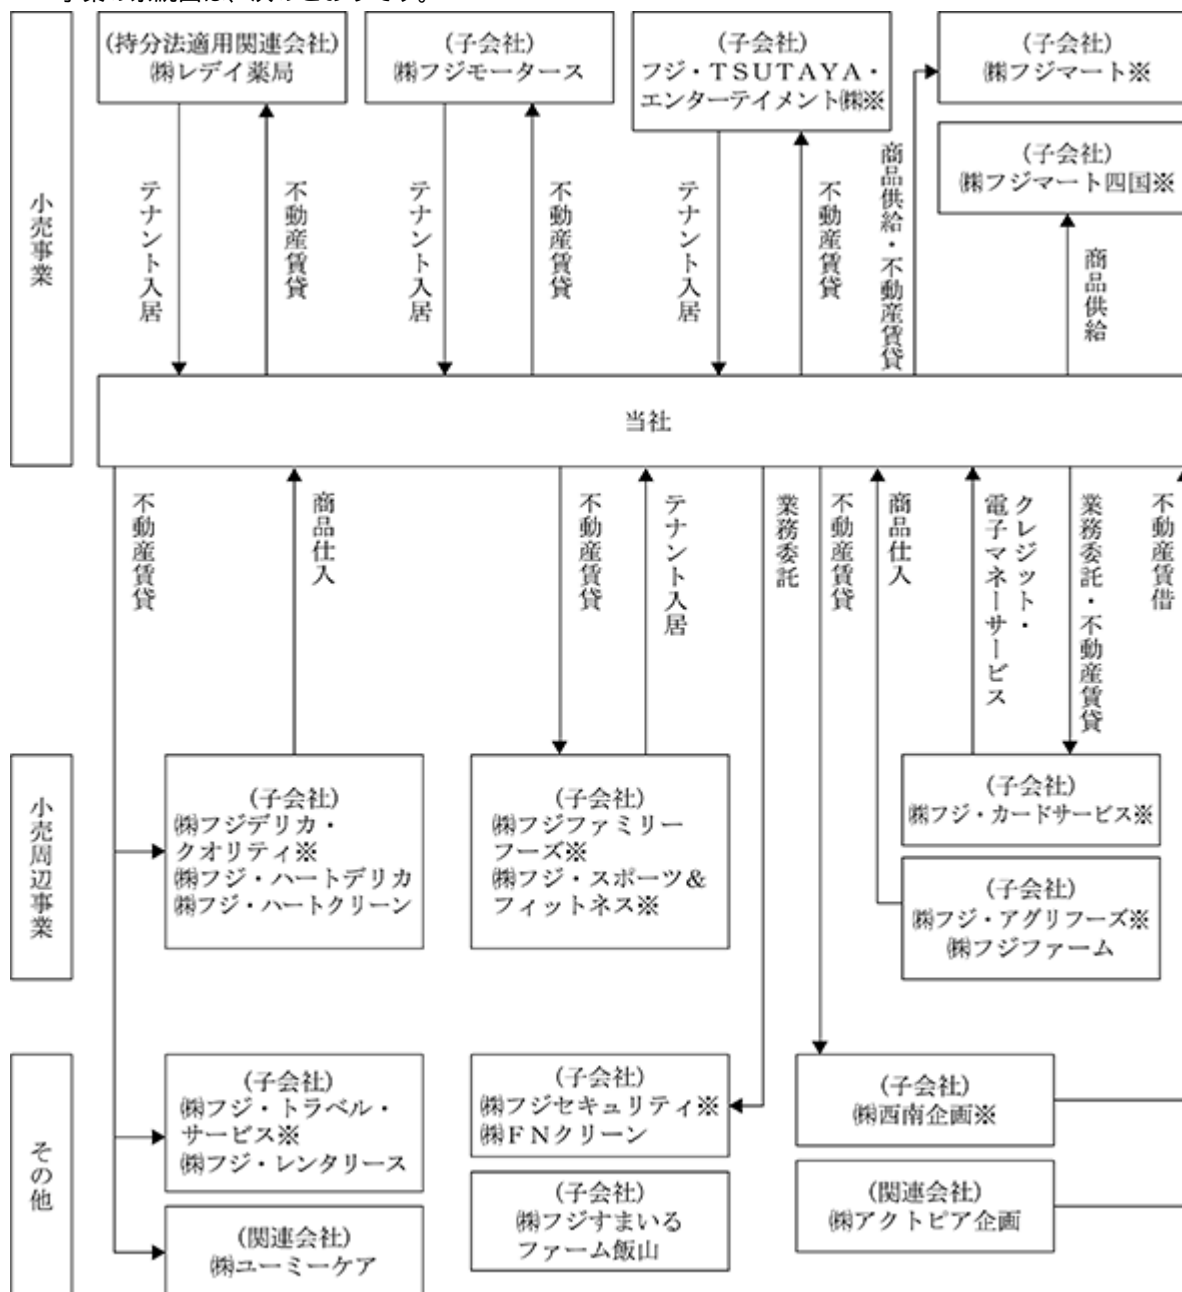 事業の系統図は、次のとおりです。
小売事業
(持分法適用関連会社)
㈱レデイ薬局
(子会社)
㈱フジモータース
(子会社)
フジ・TSUTAYA・
エンターテイメント㈱※
(子会社)
㈱フジマート※
(子会社)
㈱フジマート四国※
テナント入居
不動産賃貸
テナント入居
不動産賃貸
テナント入居
不動産賃貸
商品供給・不動産賃貸
商品供給
当社
不動産賃貸
商品仕入
不動産賃貸
テナント入居
業務委託
不動産賃貸
商品仕入
クレジット・
電子マネーサービス
業務委託・不動産賃貸
不動産賃借
小売周辺事業
(子会社)
㈱フジデリカ・
クオリティ※
㈱フジ・ハートデリカ
㈱フジ・ハートクリーン
(子会社)
㈱フジファミリー
フーズ※
㈱フジ・スポーツ&
フィットネス※
(子会社)
㈱フジ・カードサービス※
(子会社)
㈱フジ・アグリフーズ※
㈱フジファーム
その他
(子会社)
㈱フジ・トラベル・
サービス※
㈱フジ・レンタリース
(関連会社)
㈱ユーミーケア
(子会社)
㈱フジセキュリティ※
㈱FNクリーン
(子会社)
㈱フジすまいる
ファーム飯山
(子会社)
㈱西南企画※
(関連会社)
㈱アクトピア企画